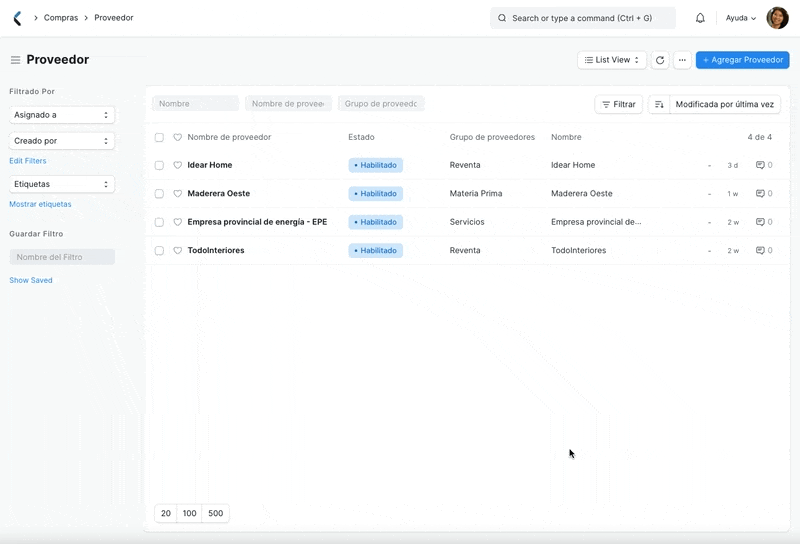 Compras Proveedor
Search or type a command (Ctrl + G)
Ayuda
Proveedor
List View
+ Agregar Proveedor
Filtrado Por
Asignado a
Creado por
Edit Filters
Etiquetas
Mostrar etiquetas
Guardar Filtro
Nombre del Filtro
Show Saved
Nombre
Nombre de provee
Grupo de proveedc
Filtrar
Modificada por última vez
Nombre de proveedor Estado Grupo de proveedores Nombre 4 de 4
Idear Home • Habilitado Reventa Idear Home - 3 d 0
Maderera Oeste • Habilitado Materia Prima Maderera Oeste - 1 w 0
Empresa provincial de energía - EPE • Habilitado Servicios Empresa provincial de... - 2 w 0
TodoInteriores • Habilitado Reventa TodoInteriores - 2 w 0
20 100 500